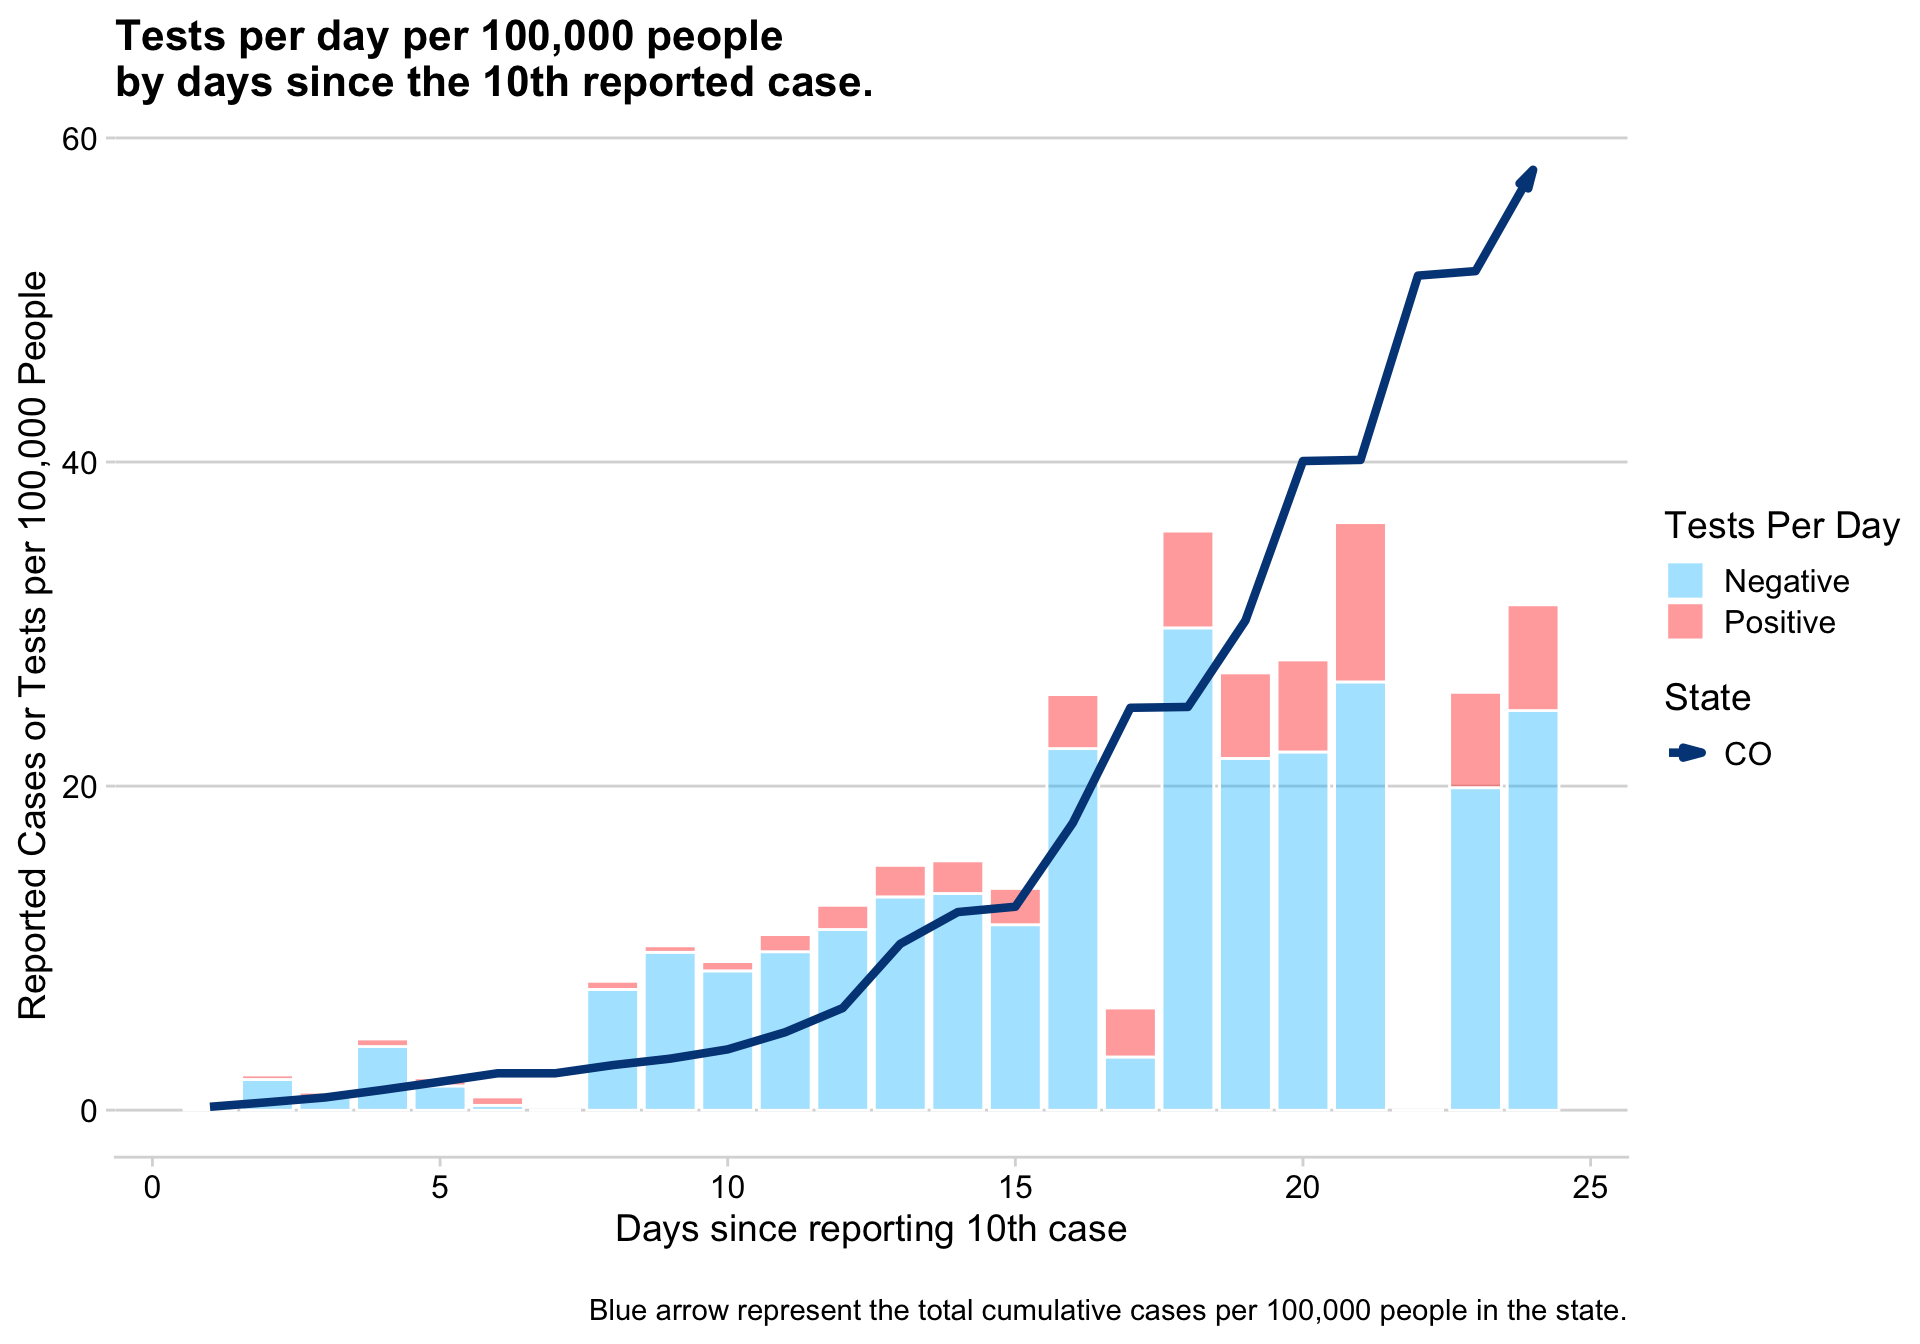 Tests per day per 100,000 people
by days since the 10th reported case.
Reported Cases or Tests per 100,000 People
60
40
20
0
0
5
10
15
20
25
Days since reporting 10th case
Tests Per Day
Negative
Positive
State
CO
Blue arrow represent the total cumulative cases per 100,000 people in the state.